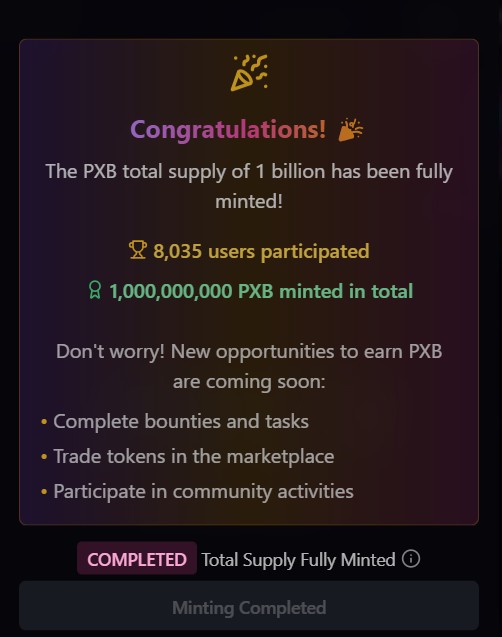 Congratulations! 🎉
The PXB total supply of 1 billion has been fully
minted!
8,035 users participated
1,000,000,000 PXB minted in total
Don't worry! New opportunities to earn PXB
are coming soon:
• Complete bounties and tasks
• Trade tokens in the marketplace
• Participate in community activities
COMPLETED Total Supply Fully Minted
Minting Completed